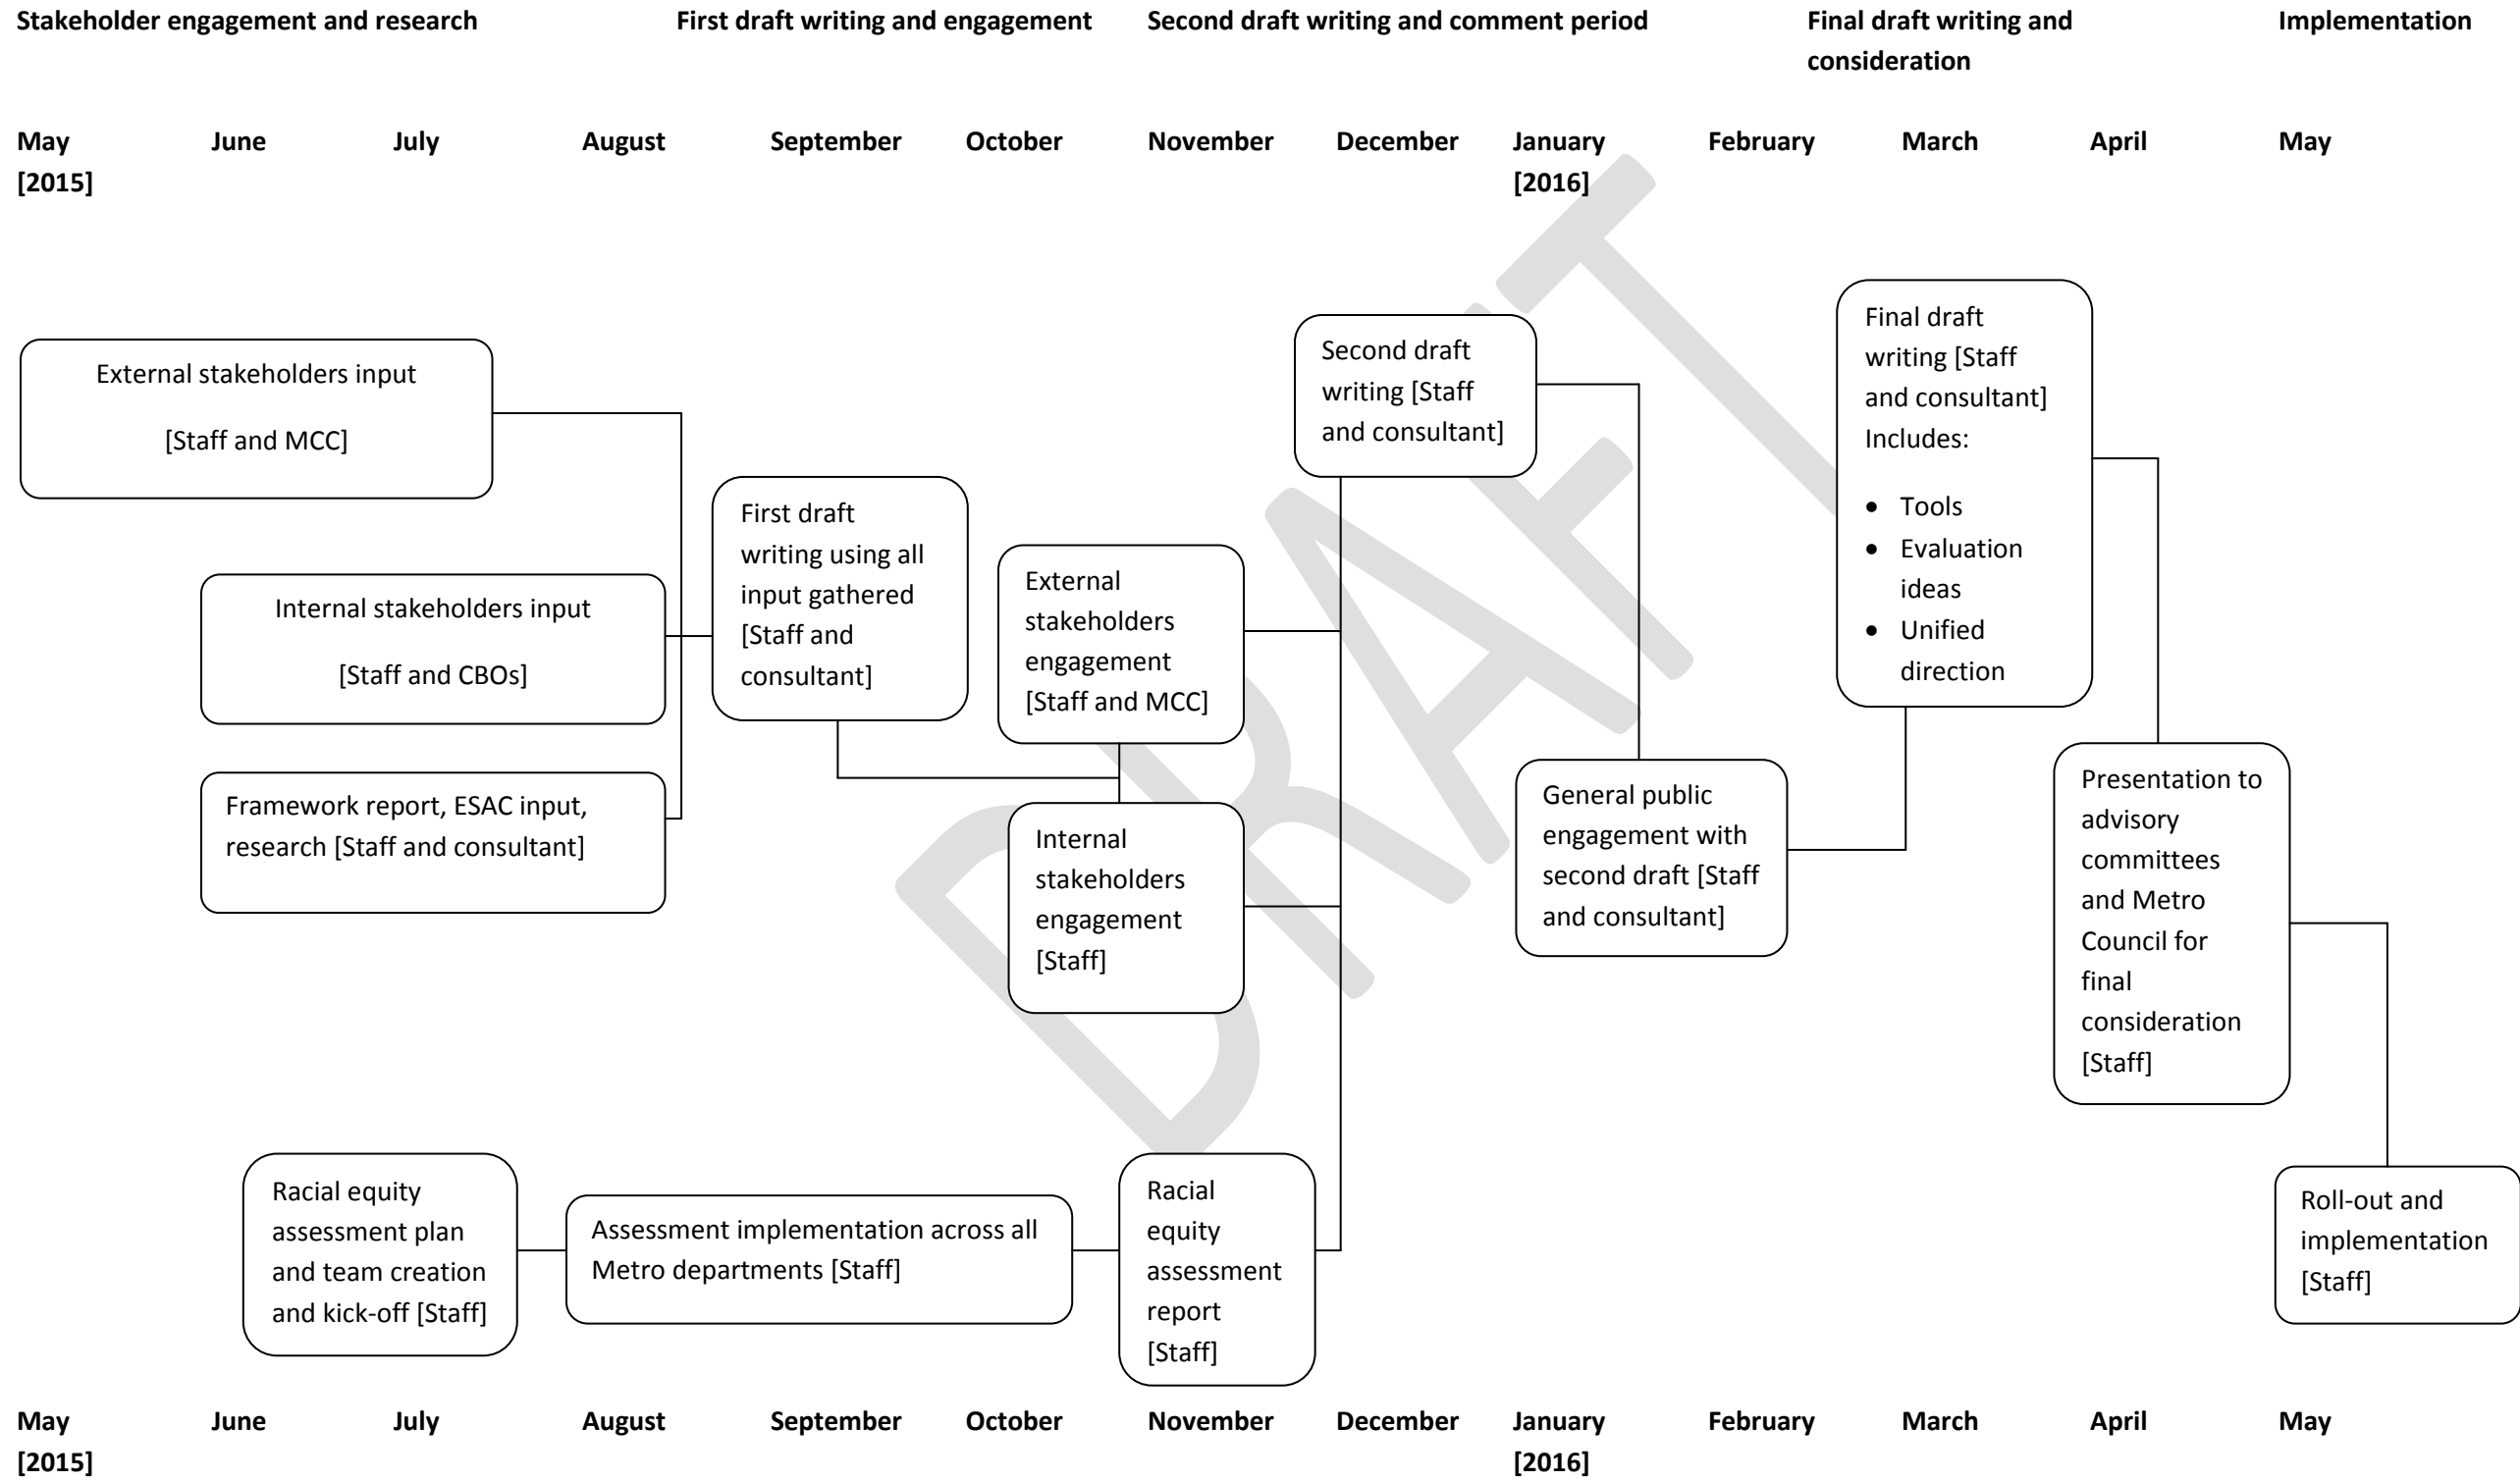 Stakeholder engagement and research
First draft writing and engagement
Second draft writing and comment period
Final draft writing and
consideration
Implementation
May
[2015]
June
July
August
September
October
November
December
January
[2016]
February
March
April
May
External stakeholders input
[Staff and MCC]
Internal stakeholders input
[Staff and CBOs]
Framework report, ESAC input,
research [Staff and consultant]
First draft
writing using all
input gathered
[Staff and
consultant]
External
stakeholders
engagement
[Staff and MCC]
Internal
stakeholders
engagement
[Staff]
Second draft
writing [Staff
and consultant]
General public
engagement with
second draft [Staff
and consultant]
Final draft
writing [Staff
and consultant]
Includes:
• Tools
• Evaluation
ideas
• Unified
direction
Presentation to
advisory
committees
and Metro
Council for
final
consideration
[Staff]
Racial equity
assessment plan
and team creation
and kick-off [Staff]
Assessment implementation across all
Metro departments [Staff]
Racial
equity
assessment
report
[Staff]
Roll-out and
implementation
[Staff]
DRAFT
May
[2015]
June
July
August
September
October
November
December
January
[2016]
February
March
April
May